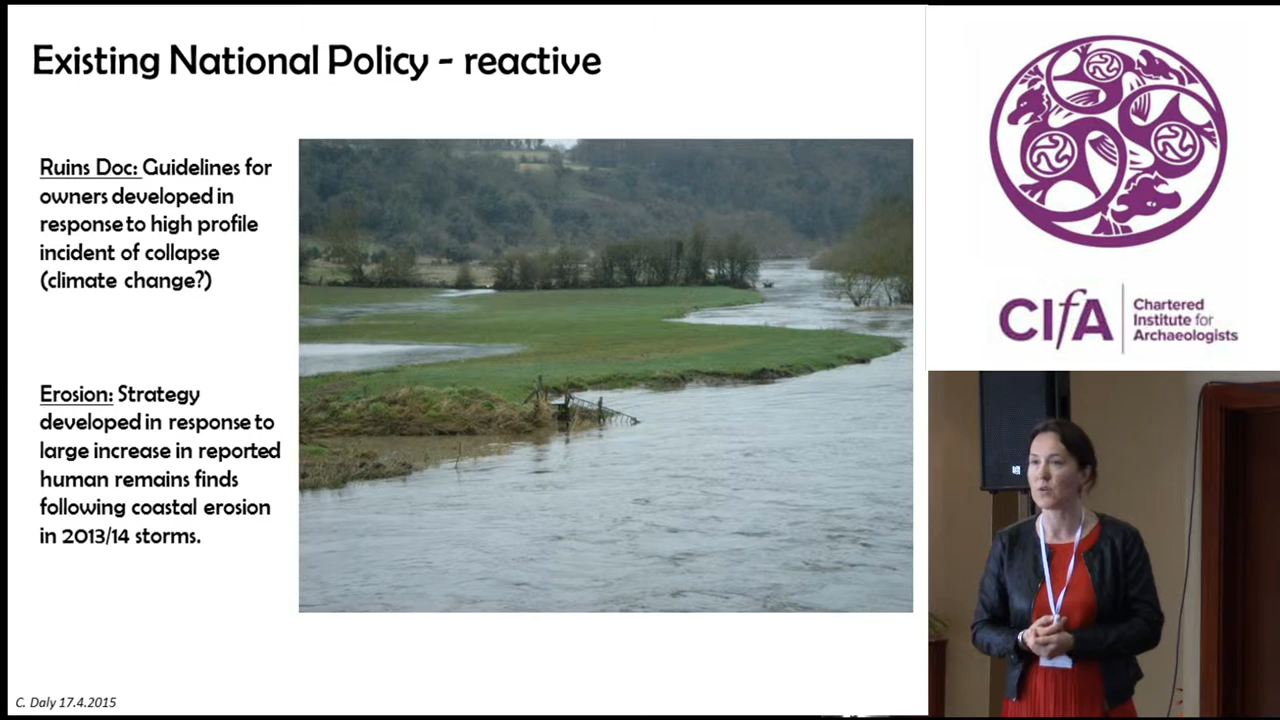 Existing National Policy - reactive
Ruins Doc: Guidelines for
owners developed in
response to high profile
incident of collapse
(climate change?)
Erosion: Strategy
developed in response to
large increase in reported
human remains finds
following coastal erosion
in 2013/14 storms.
C. Daly 17.4.2015
CIfA
Chartered
Institute for
Archaeologists